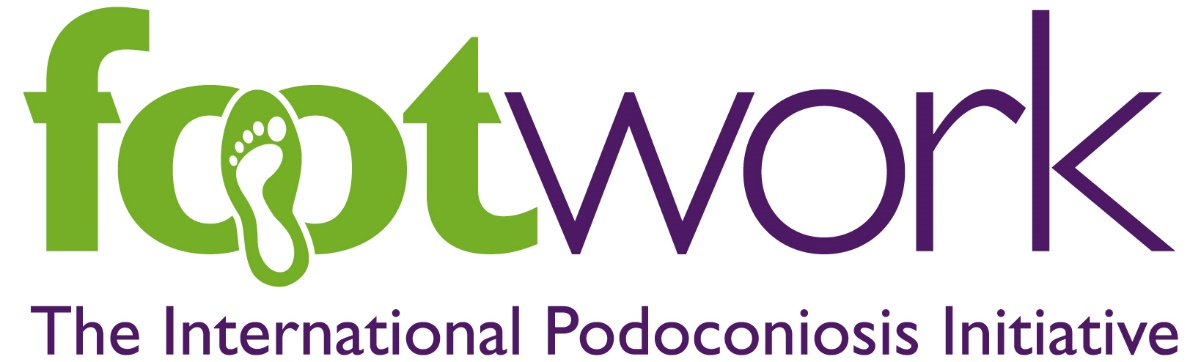 footwork
The International Podoconiosis Initiative